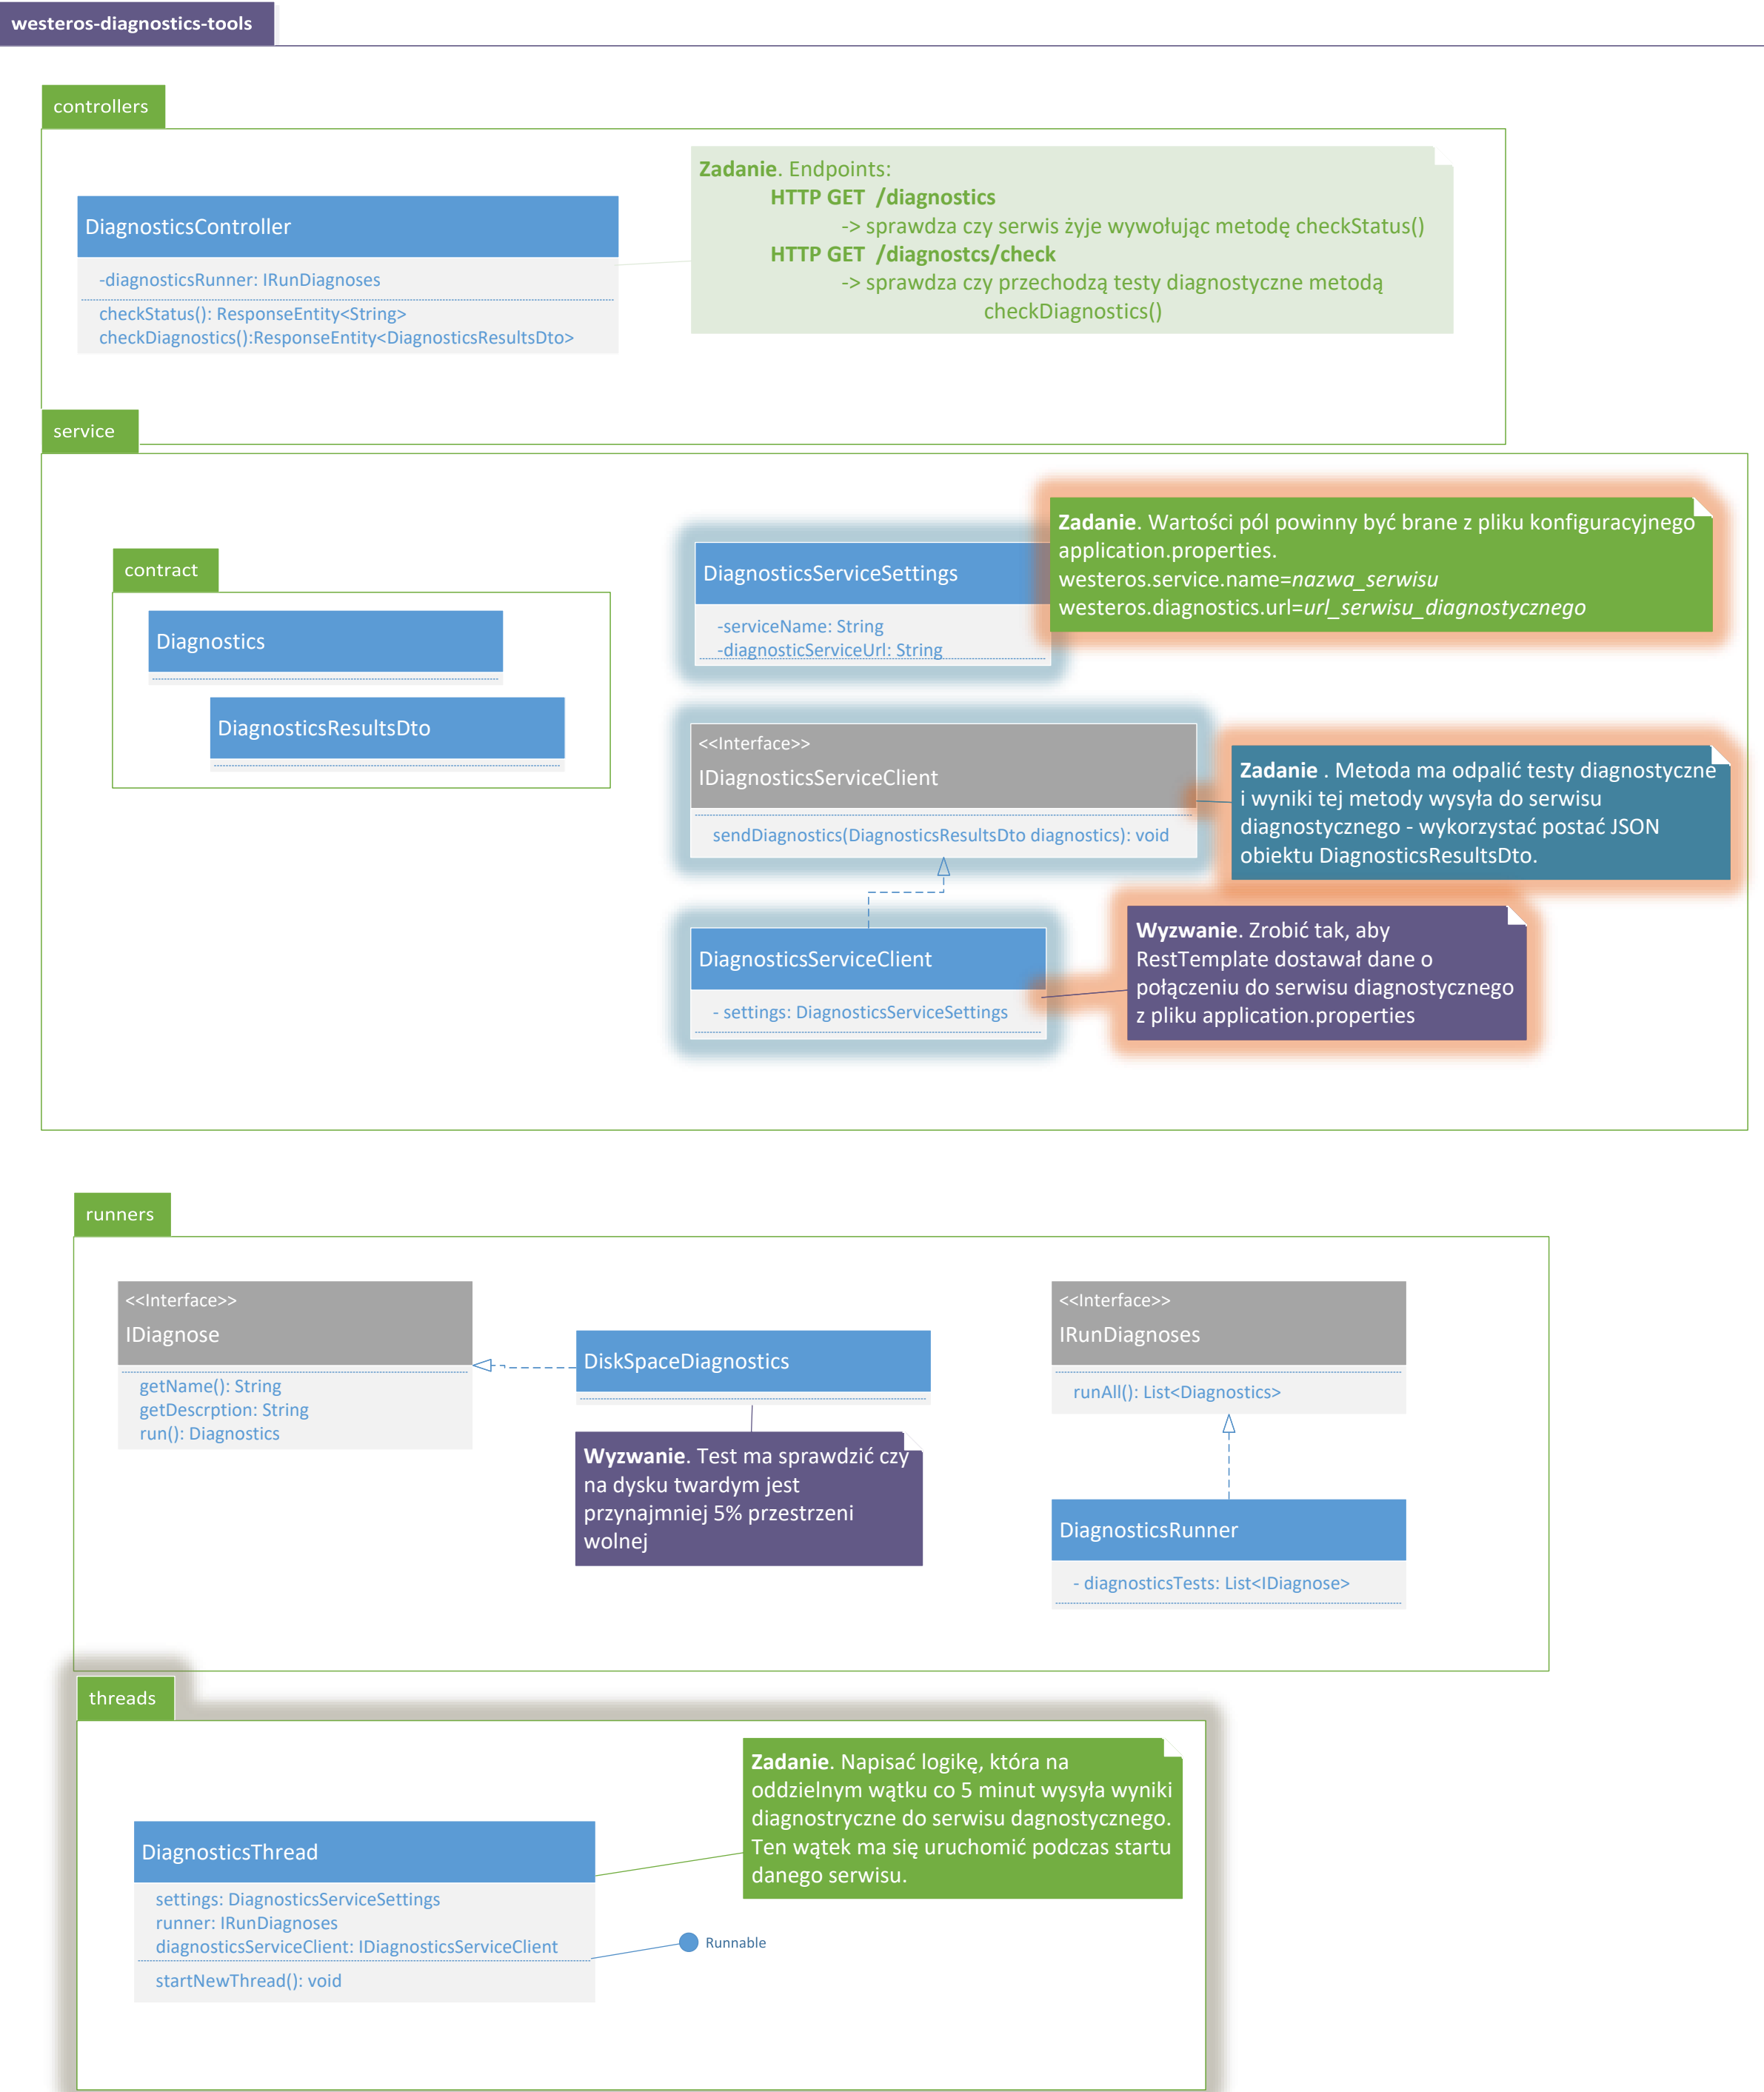 westeros-diagnostics-tools
controllers
DiagnosticsController
-diagnosticsRunner: IRunDiagnoses
checkStatus(): ResponseEntity<String>
checkDiagnostics():ResponseEntity<DiagnosticsResultsDto>
Zadanie. Endpoints:
HTTP GET /diagnostics
-> sprawdza czy serwis żyje wywołując metodę checkStatus()
HTTP GET /diagnostcs/check
-> sprawdza czy przechodzą testy diagnostyczne metodą
checkDiagnostics()
service
contract
Diagnostics
DiagnosticsResultsDto
DiagnosticsServiceSettings
-serviceName: String
-diagnosticServiceUrl: String
Zadanie. Wartości pól powinny być brane z pliku konfiguracyjnego
application.properties.
westeros.service.name=nazwa_serwisu
westeros.diagnostics.url=url_serwisu_diagnostycznego
<<Interface>>
IDiagnosticsServiceClient
sendDiagnostics(DiagnosticsResultsDto diagnostics): void
Zadanie . Metoda ma odpalić testy diagnostyczne
i wyniki tej metody wysyła do serwisu
diagnostycznego - wykorzystać postać JSON
obiektu DiagnosticsResultsDto.
DiagnosticsServiceClient
- settings: DiagnosticsServiceSettings
Wyzwanie. Zrobić tak, aby
RestTemplate dostawał dane o
połączeniu do serwisu diagnostycznego
z pliku application.properties
runners
<<Interface>>
IDiagnose
getName(): String
getDescrption: String
run(): Diagnostics
DiskSpaceDiagnostics
Wyzwanie. Test ma sprawdzić czy
na dysku twardym jest
przynajmniej 5% przestrzeni
wolnej
<<Interface>>
IRunDiagnoses
runAll(): List<Diagnostics>
DiagnosticsRunner
- diagnosticsTests: List<IDiagnose>
threads
DiagnosticsThread
settings: DiagnosticsServiceSettings
runner: IRunDiagnoses
diagnosticsServiceClient: IDiagnosticsServiceClient
startNewThread(): void
Zadanie. Napisać logikę, która na
oddzielnym wątku co 5 minut wysyła wyniki
diagnostryczne do serwisu dagnostycznego.
Ten wątek ma się uruchomić podczas startu
danego serwisu.
Runnable